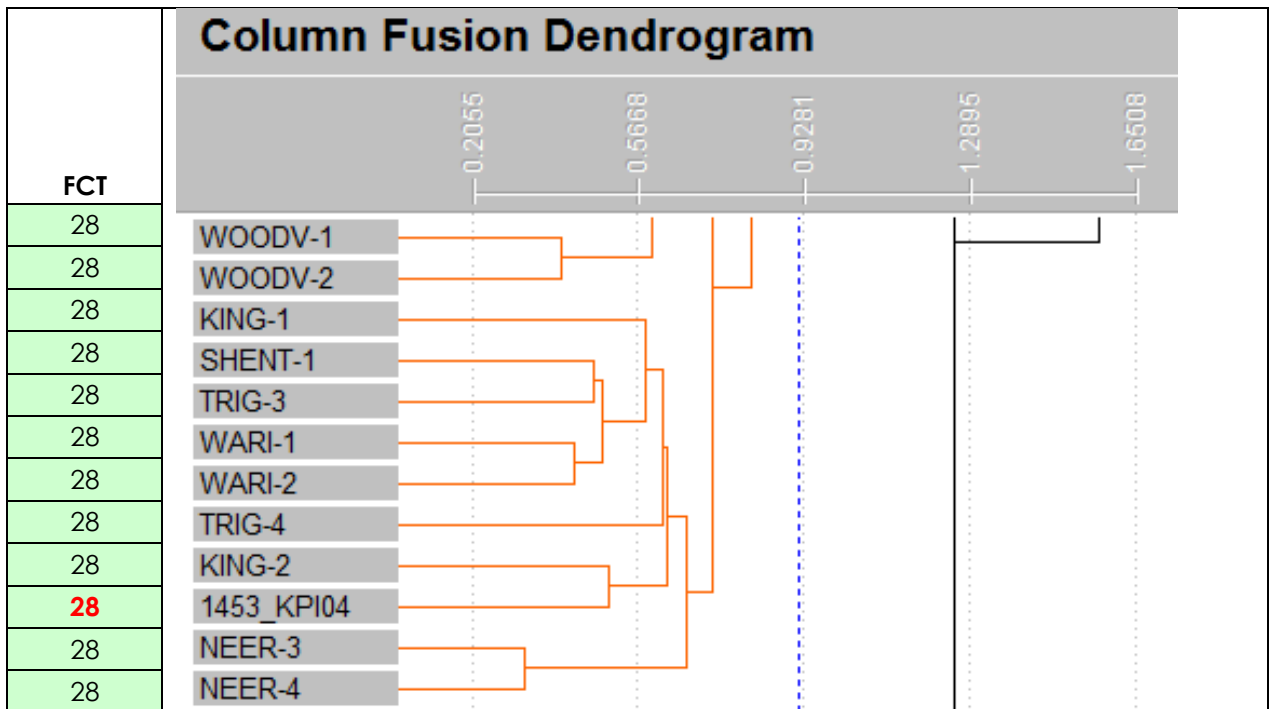 Column Fusion Dendrogram
0.2055 0.5668 0.9281 1.2895 1.6508
FCT
28 WOODV-1
28 WOODV-2
28 KING-1
28 SHENT-1
28 TRIG-3
28 WARI-1
28 WARI-2
28 TRIG-4
28 KING-2
28 1453_KPI04
28 NEER-3
28 NEER-4